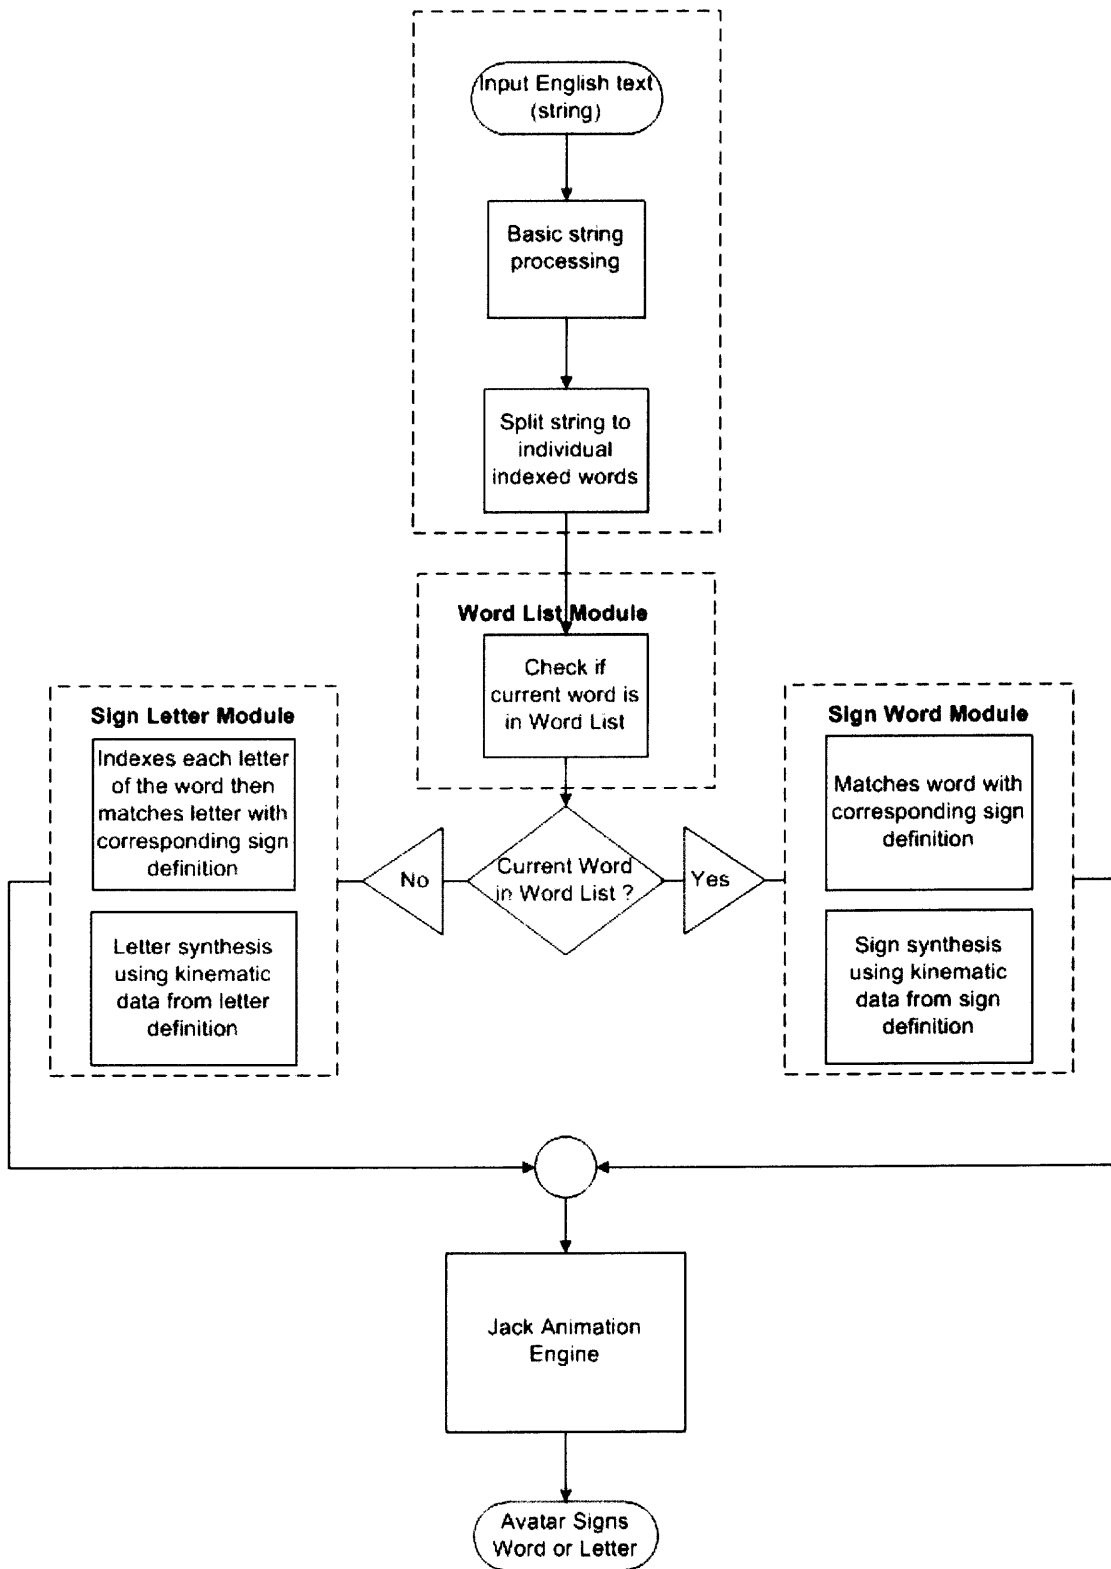 Input English text
(string)
Basic string
processing
Split string to
individual
indexed words
Word List Module
Check if
current word is
in Word List
Sign Letter Module
Indexes each letter
of the word then
matches letter with
corresponding sign
definition
Letter synthesis
using kinematic
data from letter
definition
No
Current Word
in Word List ?
Yes
Sign Word Module
Matches word with
corresponding sign
definition
Sign synthesis
using kinematic
data from sign
definition
Jack Animation
Engine
Avatar Signs
Word or Letter